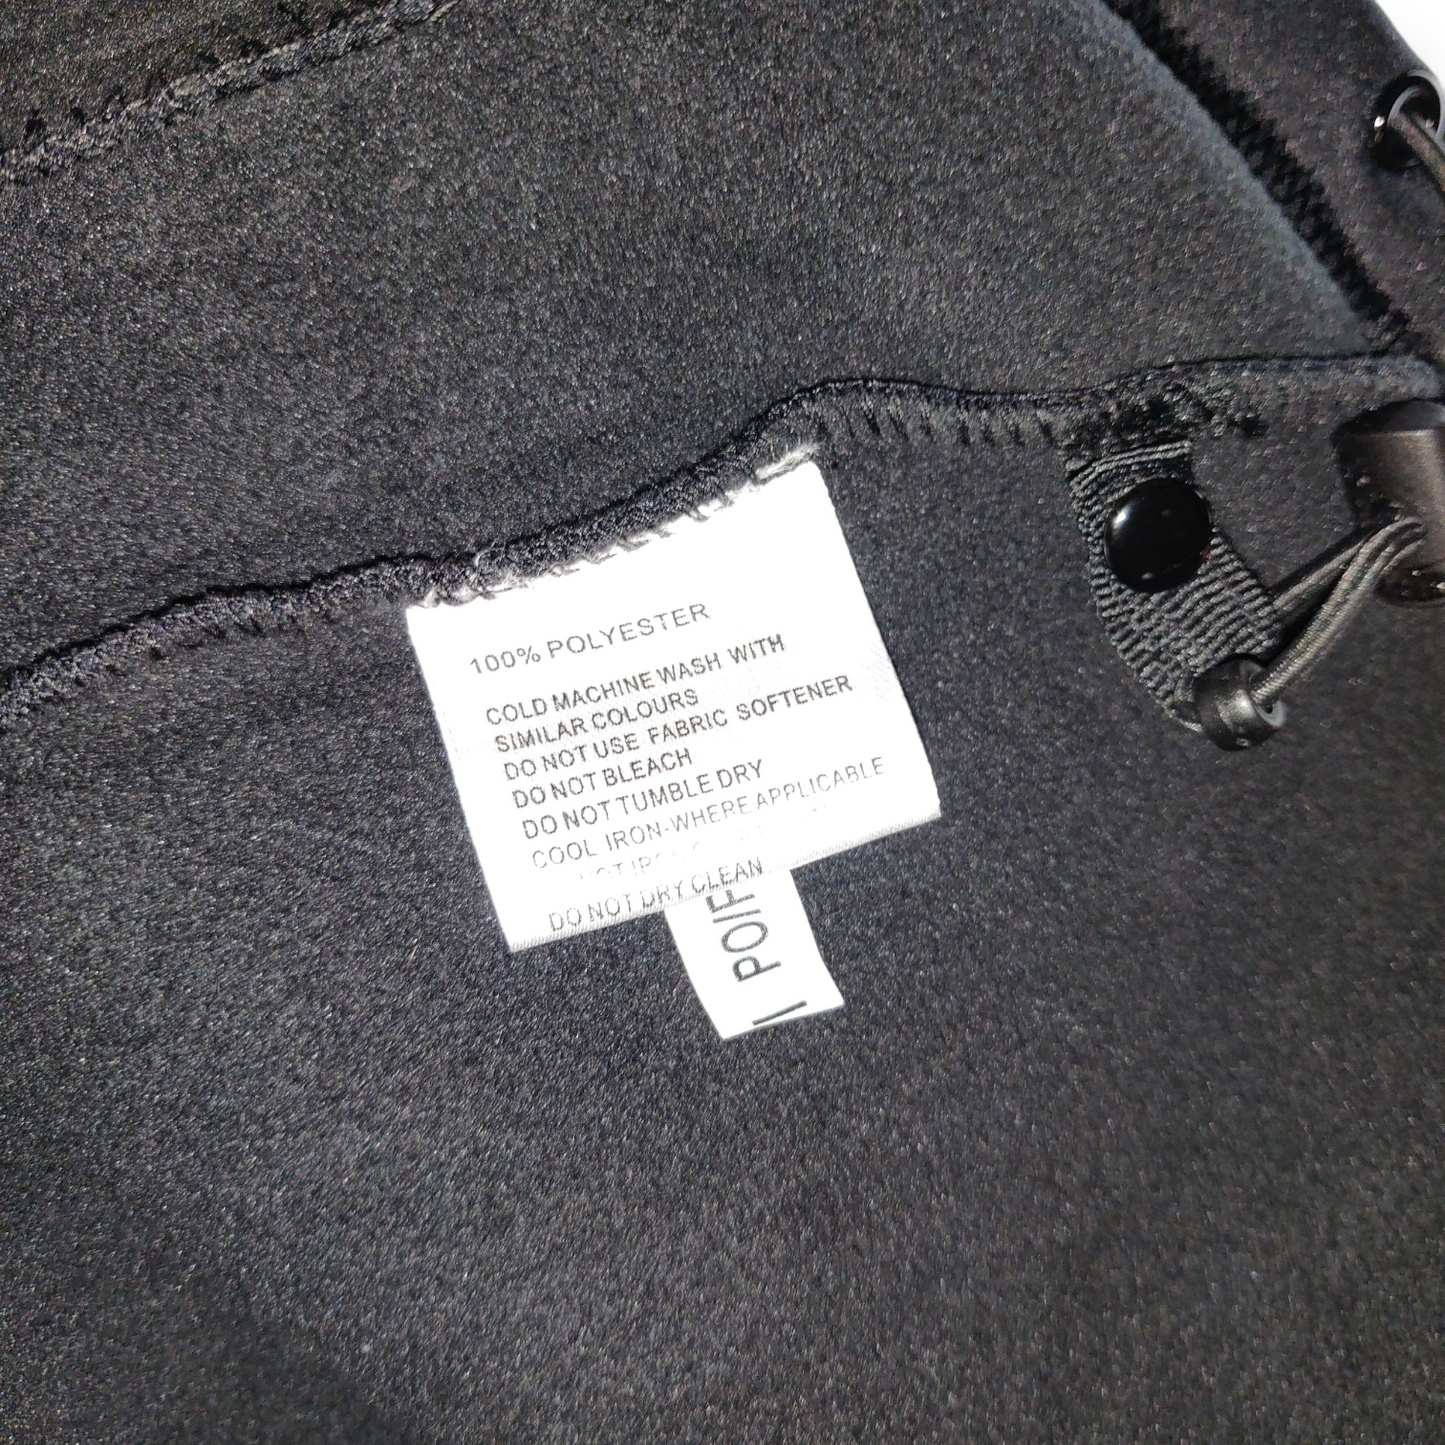 100% POLYESTER
COLD MACHINE WASH WITH
SIMILAR COLOURS
DO NOT USE FABRIC SOFTENER
DO NOT BLEACH
DO NOT TUMBLE DRY
COOL IRON-WHERE APPLICABLE
DO NOT DRY CLEAN